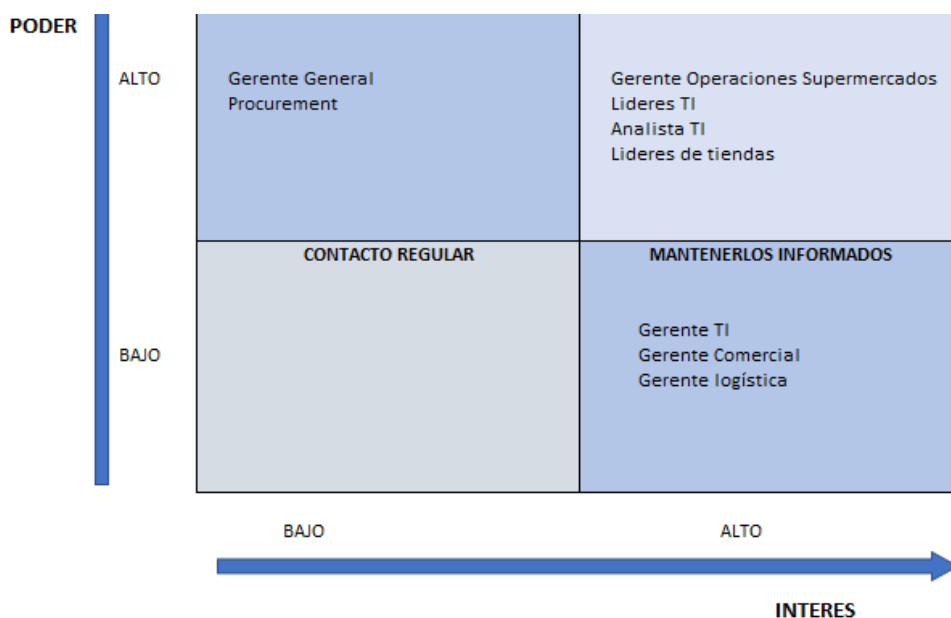 PODER
ALTO
Gerente General
Procurement
Gerente Operaciones Supermercados
Lideres TI
Analista TI
Lideres de tiendas
CONTACTO REGULAR
MANTENERLOS INFORMADOS
BAJO
Gerente TI
Gerente Comercial
Gerente logística
BAJO
ALTO
INTERES